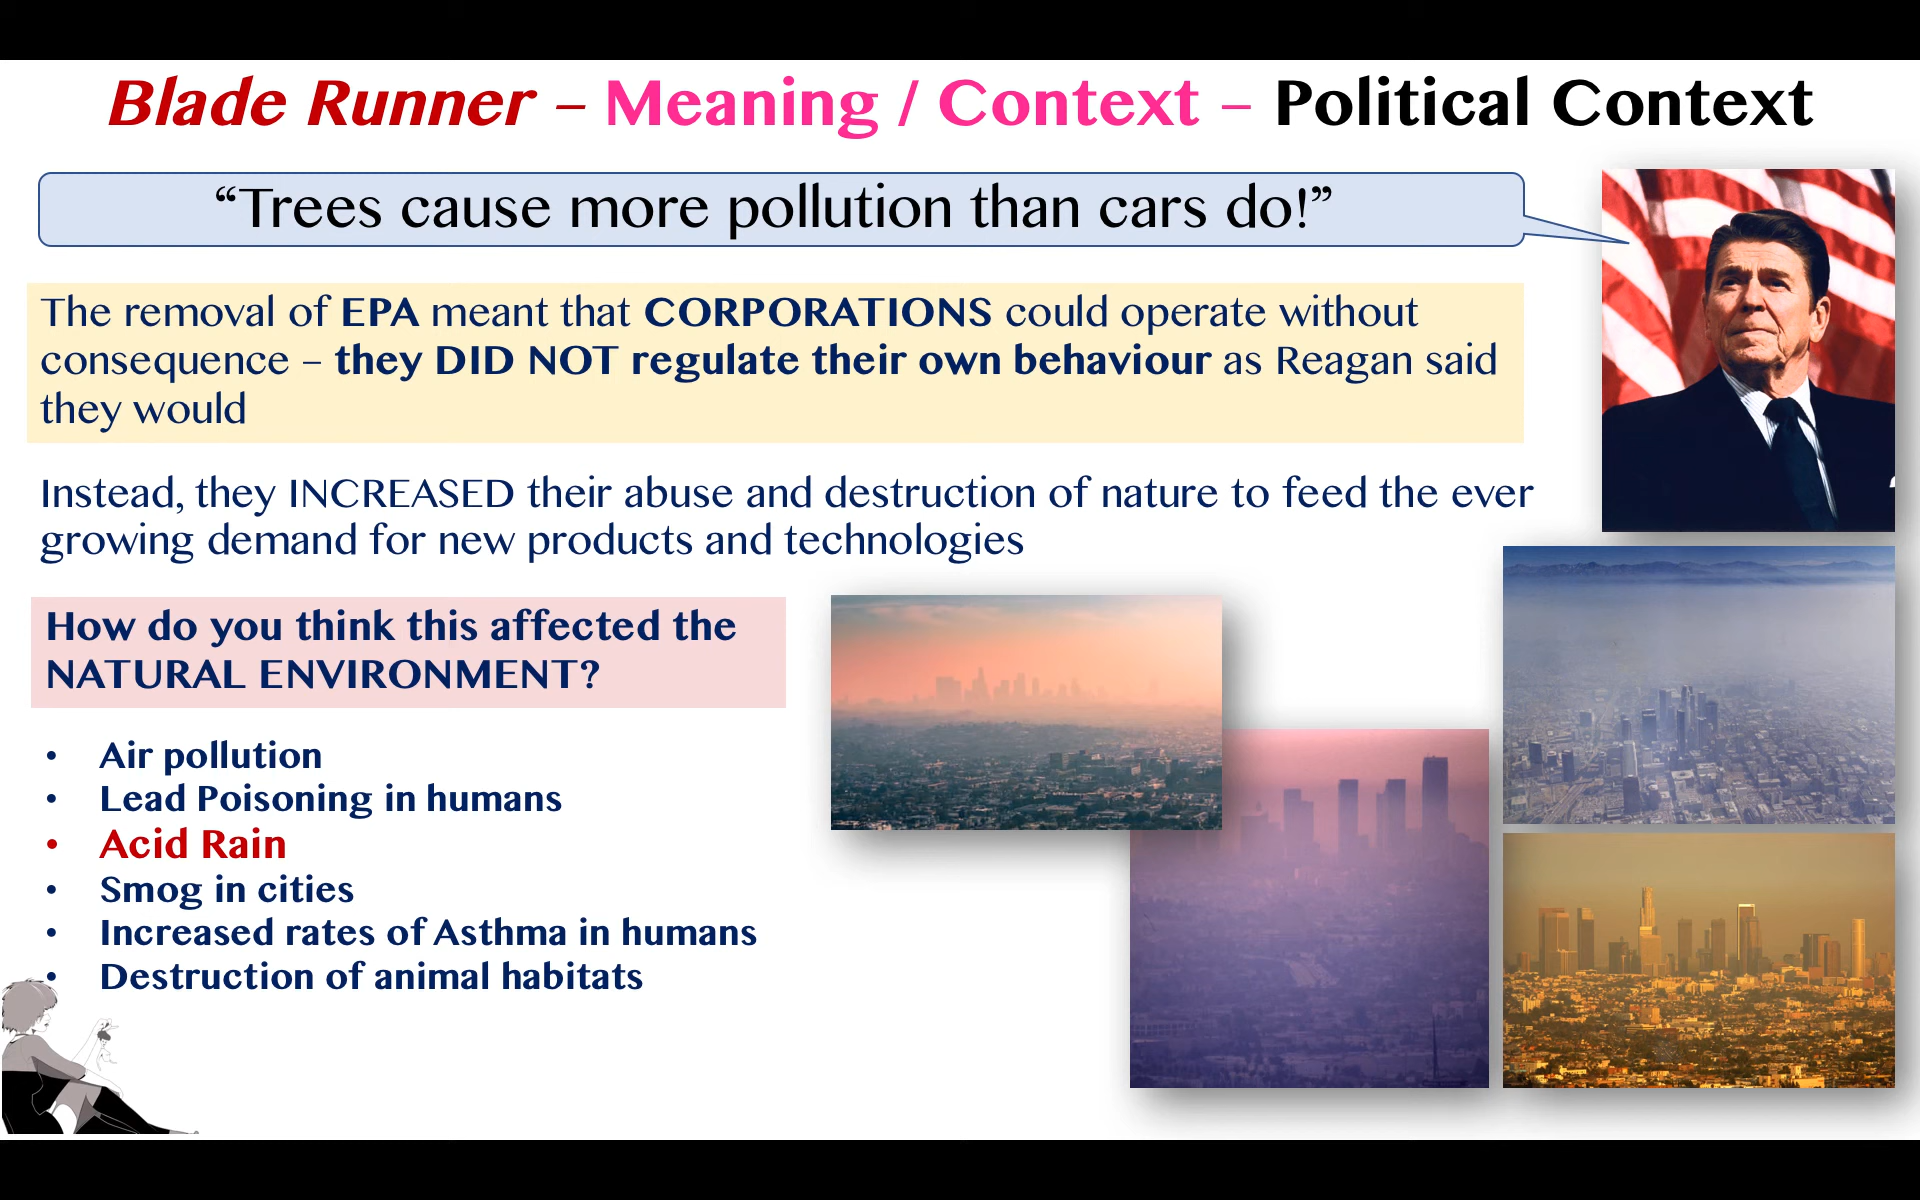 Blade Runner – Meaning / Context – Political Context
“Trees cause more pollution than cars do!”
The removal of EPA meant that CORPORATIONS could operate without
consequence – they DID NOT regulate their own behaviour as Reagan said
they would
Instead, they INCREASED their abuse and destruction of nature to feed the ever
growing demand for new products and technologies
How do you think this affected the
NATURAL ENVIRONMENT?
• Air pollution
• Lead Poisoning in humans
• Acid Rain
• Smog in cities
• Increased rates of Asthma in humans
• Destruction of animal habitats